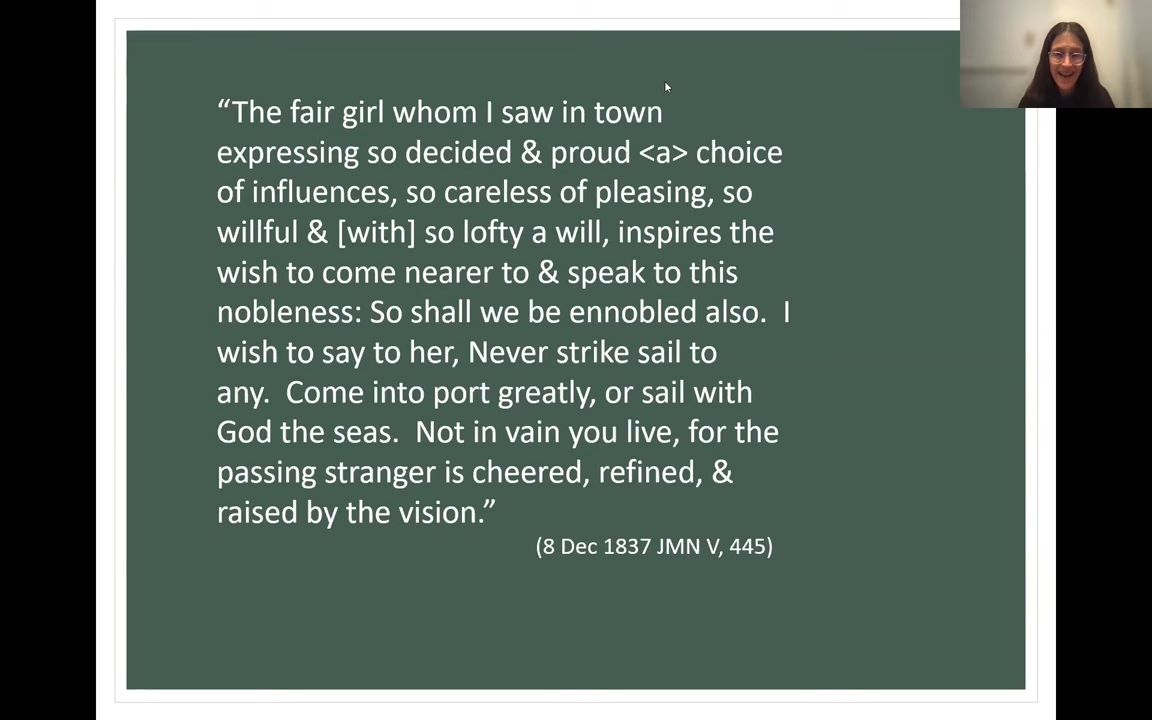 “The fair girl whom I saw in town
expressing so decided & proud <a> choice
of influences, so careless of pleasing, so
willful & [with] so lofty a will, inspires the
wish to come nearer to & speak to this
nobleness: So shall we be ennobled also.  I
wish to say to her, Never strike sail to
any.  Come into port greatly, or sail with
God the seas.  Not in vain you live, for the
passing stranger is cheered, refined, &
raised by the vision.”
(8 Dec 1837 JMN V, 445)